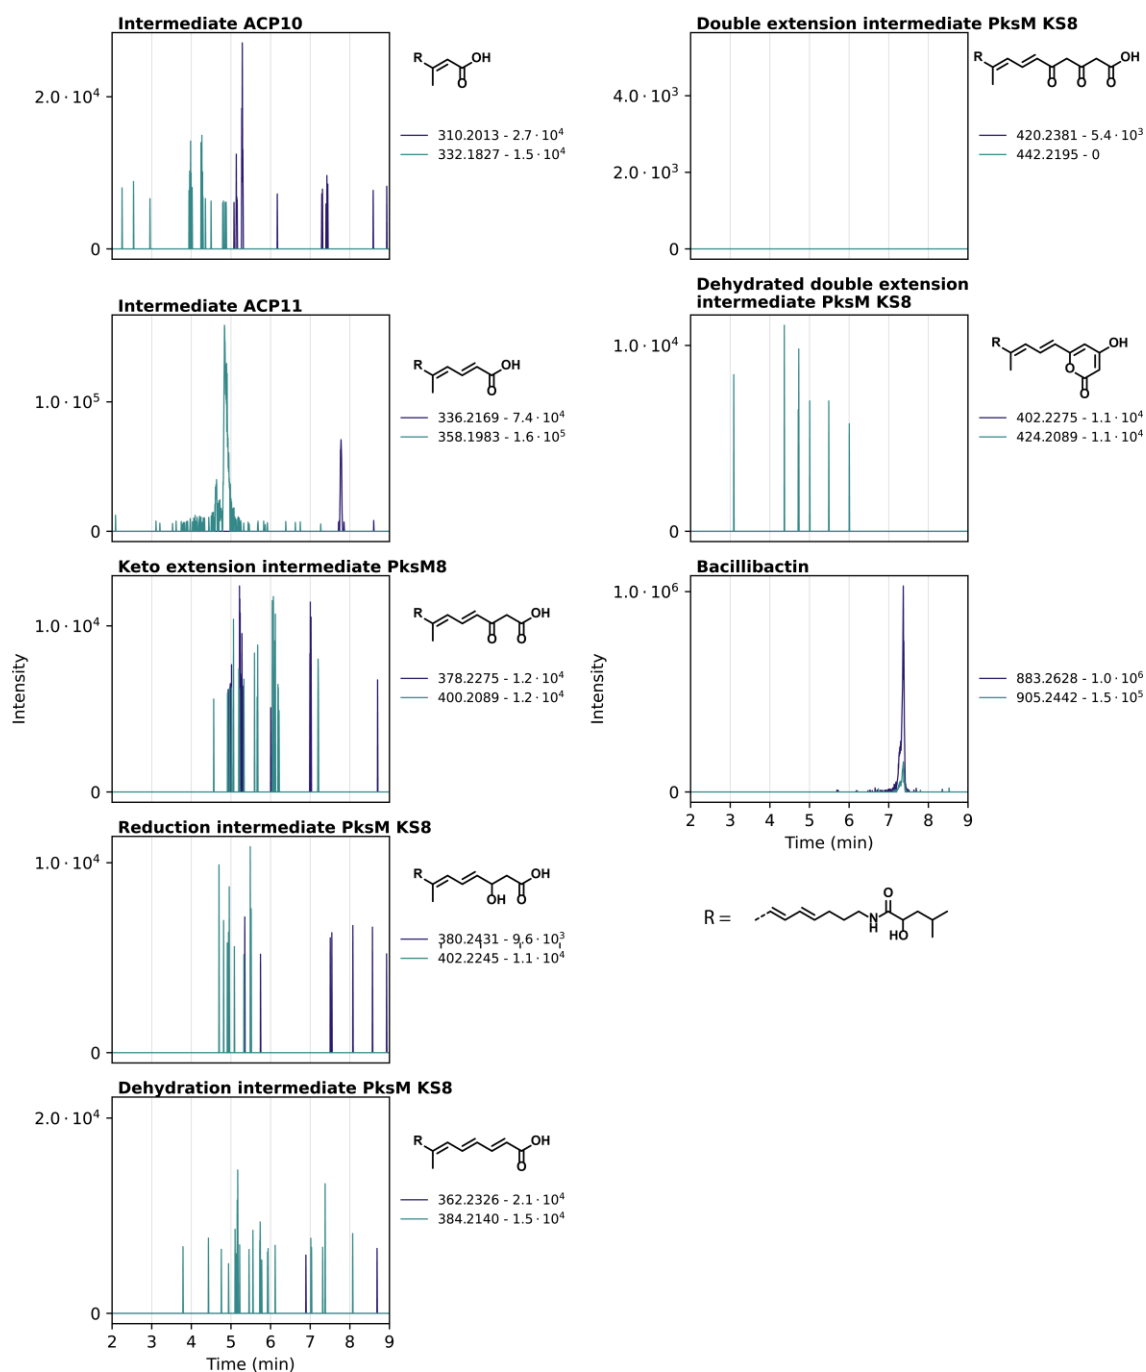 Intermediate ACP10
2.0 · 10⁴
0
R
OH
O
310.2013 - 2.7 · 10⁴
332.1827 - 1.5 · 10⁴
Intermediate ACP11
1.0 · 10⁵
0
R
OH
O
336.2169 - 7.4 · 10⁴
358.1983 - 1.6 · 10⁵
Keto extension intermediate PksM8
1.0 · 10⁴
0
R
OH
O O
378.2275 - 1.2 · 10⁴
400.2089 - 1.2 · 10⁴
Intensity
Reduction intermediate PksM KS8
1.0 · 10⁴
0
R
OH
OH O
380.2431 - 9.6 · 10³
402.2245 - 1.1 · 10⁴
Dehydration intermediate PksM KS8
2.0 · 10⁴
0
R
OH
O
362.2326 - 2.1 · 10⁴
384.2140 - 1.5 · 10⁴
2 3 4 5 6 7 8 9
Time (min)
Double extension intermediate PksM KS8
4.0 · 10³
2.0 · 10³
0
R
OH
O O O
420.2381 - 5.4 · 10³
442.2195 - 0
Dehydrated double extension
intermediate PksM KS8
1.0 · 10⁴
0
R
OH
O
O
402.2275 - 1.1 · 10⁴
424.2089 - 1.1 · 10⁴
Bacillibactin
1.0 · 10⁶
0
883.2628 - 1.0 · 10⁶
905.2442 - 1.5 · 10⁵
Intensity
2 3 4 5 6 7 8 9
Time (min)
R =
O
N
H
HO